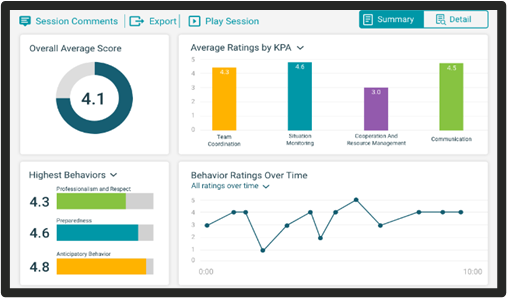 Session Comments
Export
Play Session
Summary
Detail
Overall Average Score
4.1
Average Ratings by KPA
5
4
3
2
1
0
4.3
4.6
3.0
4.5
Team
Coordination
Situation
Monitoring
Cooperation And
Resource Management
Communication
Highest Behaviors
4.3
Professionalism and Respect
4.6
Preparedness
4.8
Anticipatory Behavior
Behavior Ratings Over Time
All ratings over time
5
4
3
2
1
0
0:00
10:00